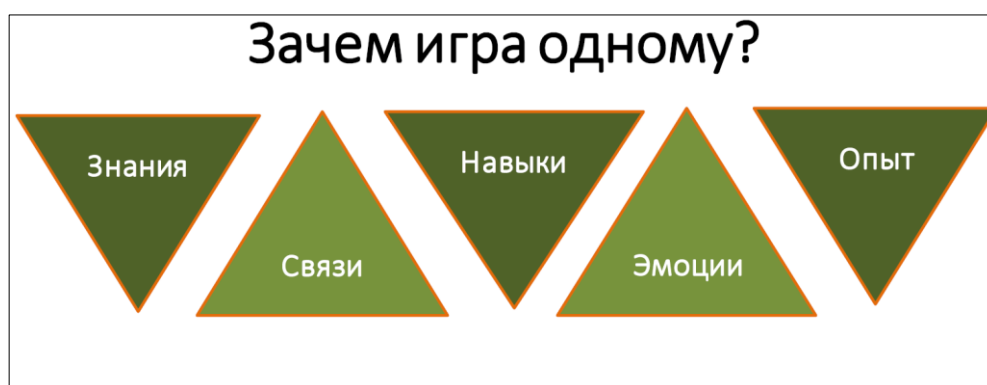 Зачем игра одному?
Знания
Связи
Навыки
Эмоции
Опыт